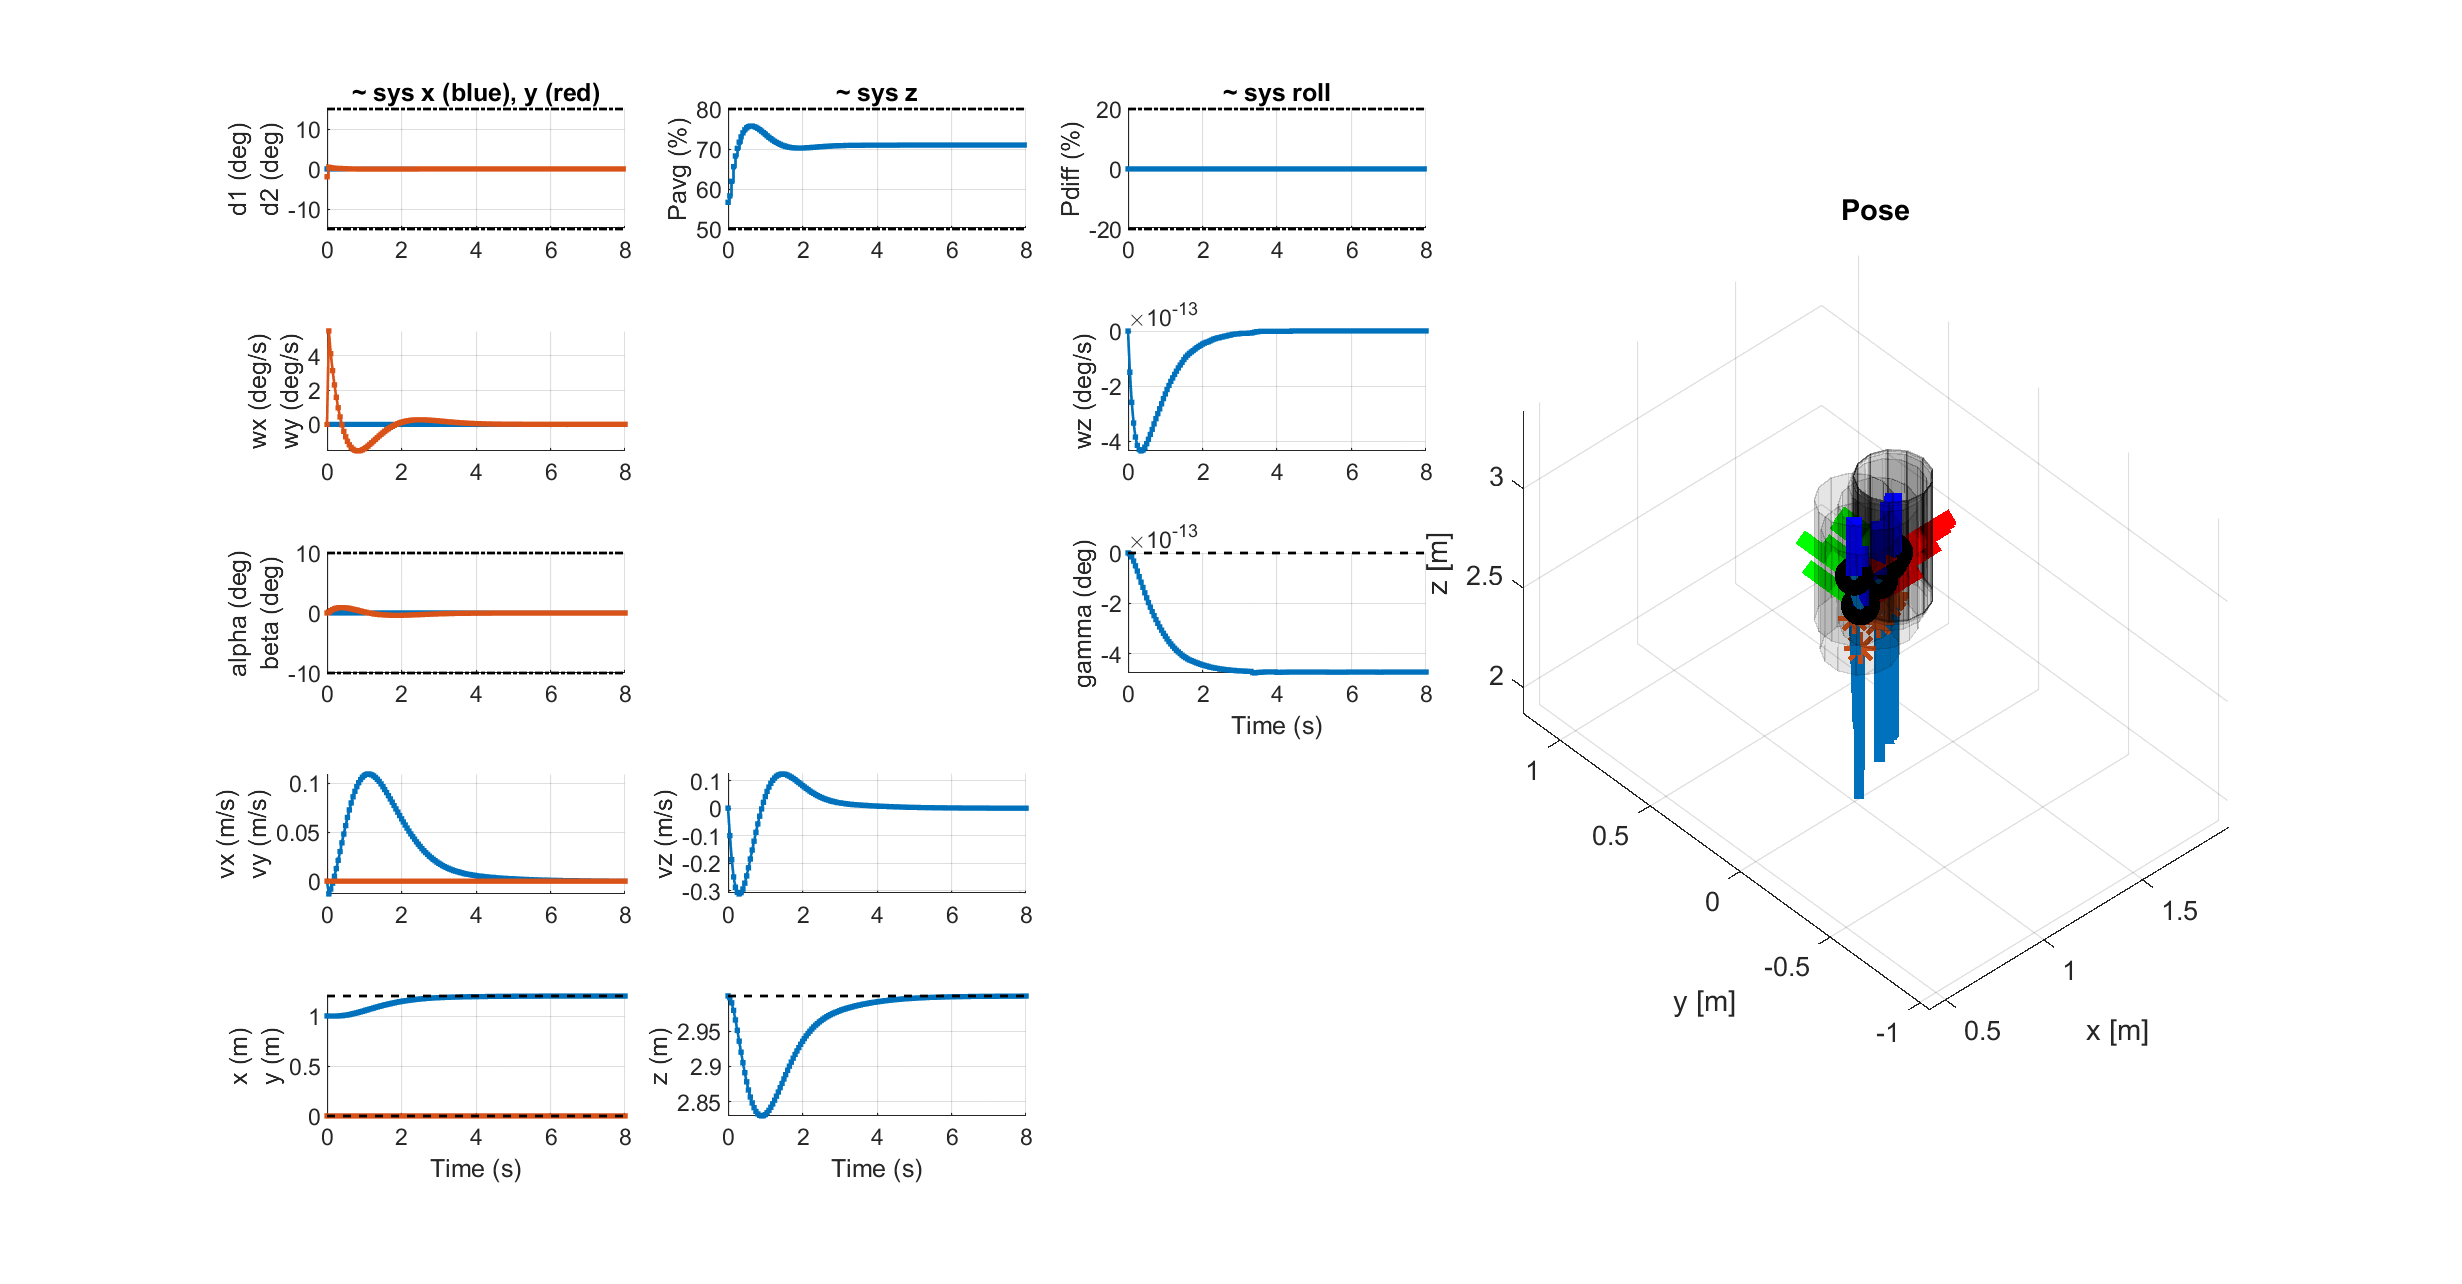 ~ sys x (blue), y (red)
~ sys z
~ sys roll
d1 (deg)
d2 (deg)
10
0
-10
0 2 4 6 8
Pavg (%)
80
70
60
50
0 2 4 6 8
Pdiff (%)
20
0
-20
0 2 4 6 8
wx (deg/s)
wy (deg/s)
4
2
0
0 2 4 6 8
wz (deg/s)
×10^-13
0
-2
-4
0 2 4 6 8
alpha (deg)
beta (deg)
10
0
-10
0 2 4 6 8
gamma (deg)
×10^-13
0
-2
-4
0 2 4 6 8
Time (s)
vx (m/s)
vy (m/s)
0.1
0.05
0
0 2 4 6 8
vz (m/s)
0.1
0
-0.1
-0.2
-0.3
0 2 4 6 8
x (m)
y (m)
1
0.5
0
0 2 4 6 8
Time (s)
z (m)
2.95
2.9
2.85
0 2 4 6 8
Time (s)
Pose
z [m]
3
2.5
2
1
0.5
0
-0.5
-1
y [m]
0.5
1
1.5
x [m]